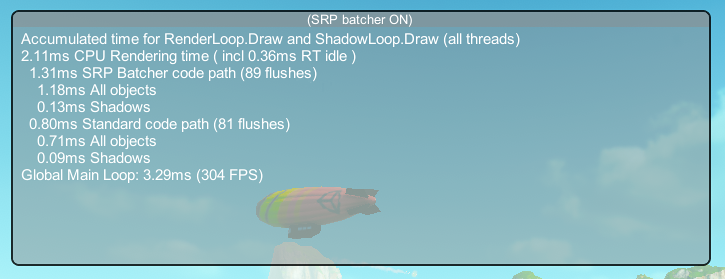 (SRP batcher ON)
Accumulated time for RenderLoop.Draw and ShadowLoop.Draw (all threads)
2.11ms CPU Rendering time ( incl 0.36ms RT idle )
1.31ms SRP Batcher code path (89 flushes)
1.18ms All objects
0.13ms Shadows
0.80ms Standard code path (81 flushes)
0.71ms All objects
0.09ms Shadows
Global Main Loop: 3.29ms (304 FPS)